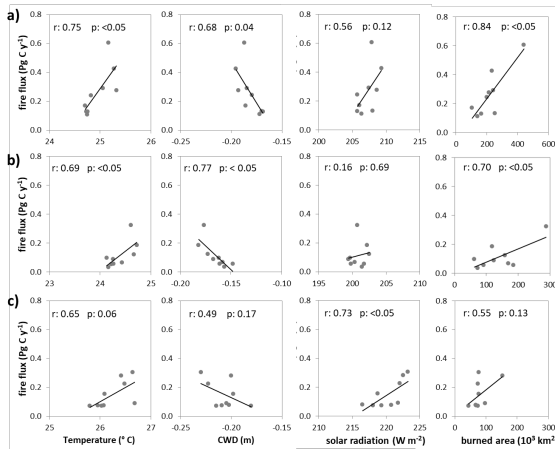 a)
r: 0.75 p: <0.05
r: 0.68 p: 0.04
r: 0.56 p: 0.12
r: 0.84 p: <0.05
fire flux (Pg C y⁻¹)
0.8
0.6
0.4
0.2
0.0
24 25 26
-0.25 -0.20 -0.15
200 205 210 215
0 200 400 600
b)
r: 0.69 p: <0.05
r: 0.77 p: < 0.05
r: 0.16 p: 0.69
r: 0.70 p: <0.05
fire flux (Pg C y⁻¹)
0.8
0.6
0.4
0.2
0.0
23 24 25
-0.20 -0.15 -0.10
195 200 205 210
0 100 200 300
c)
r: 0.65 p: 0.06
r: 0.49 p: 0.17
r: 0.73 p: <0.05
r: 0.55 p: 0.13
fire flux (Pg C y⁻¹)
0.8
0.6
0.4
0.2
0.0
25 26 27
-0.25 -0.20 -0.15
210 215 220 225
0 100 200 300
Temperature (° C)
CWD (m)
solar radiation (W m⁻²)
burned area (10³ km²